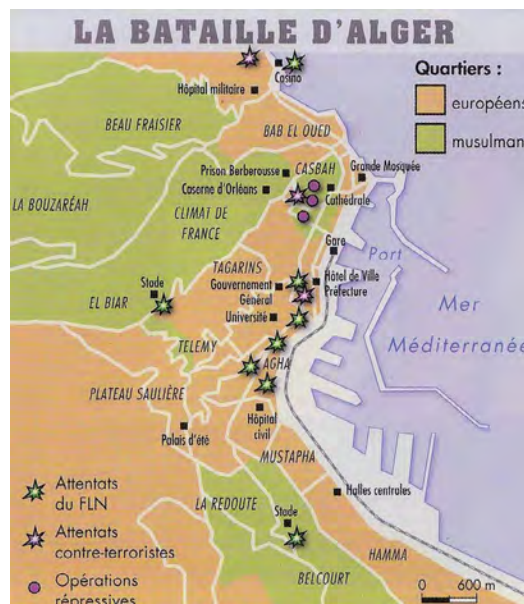 LA BATAILLE D'ALGER
Quartiers :
européens
musulman
Casino
Hôpital militaire
BEAU FRAISIER
BAB EL OUED
Prison Berberousse
CASBAH
Grande Mosquée
Caserne d'Orléans
Cathédrale
LA BOUZARÉAH
CLIMAT DE
FRANCE
Gare
Port
TAGARINS
Gouvernement
Général
Hôtel de Ville
Préfecture
Stade
EL BIAR
Université
Mer
Méditerranée
TELEMY
AGHA
PLATEAU SAULIÈRE
Hôpital
civil
Palais d'été
MUSTAPHA
Attentats
du FLN
LA REDOUTE
Halles centrales
Stade
Attentats
contre-terroristes
HAMMA
BELCOURT
Opérations
répressives
0 600 m